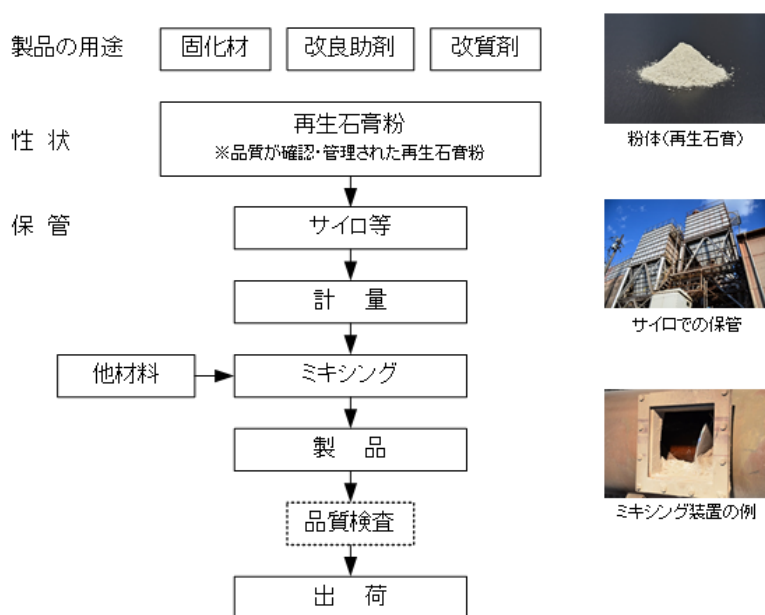 製品の用途
固化材
改良助剤
改質剤
性 状
再生石膏粉
※品質が確認・管理された再生石膏粉
粉体(再生石膏)
保 管
サイロ等
計 量
サイロでの保管
他材料
ミキシング
製 品
品質検査
ミキシング装置の例
出 荷